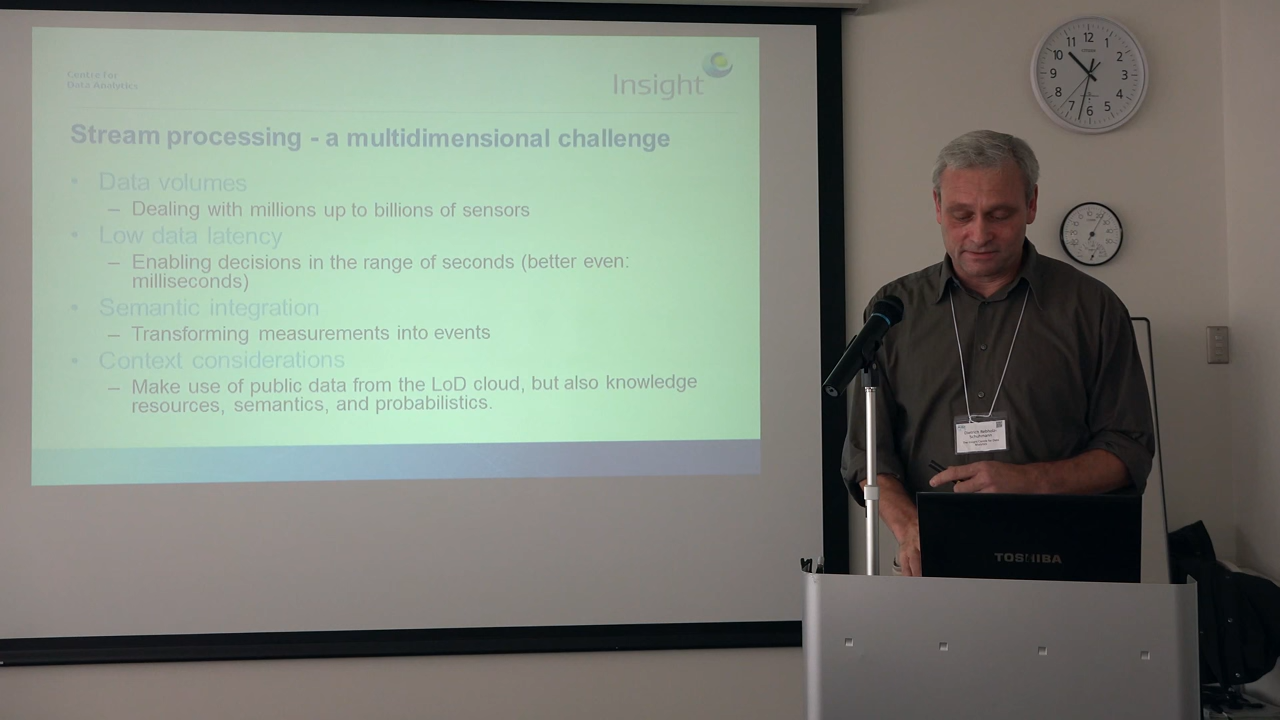 Centre for
Data Analytics
Insight
Stream processing - a multidimensional challenge
• Data volumes
– Dealing with millions up to billions of sensors
• Low data latency
– Enabling decisions in the range of seconds (better even:
milliseconds)
• Semantic integration
– Transforming measurements into events
• Context considerations
– Make use of public data from the LoD cloud, but also knowledge
resources, semantics, and probabilistics.
12
1
2
3
4
5
6
7
8
9
10
11
Schuhmann
TOSHIBA